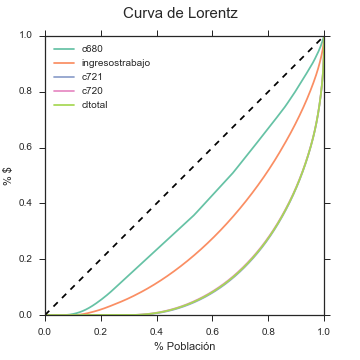 Curva de Lorentz
1.0
c680
ingresostrabajo
c721
c720
cltotal
0.8
0.6
% $
0.4
0.2
0.0
0.0 0.2 0.4 0.6 0.8 1.0
% Población